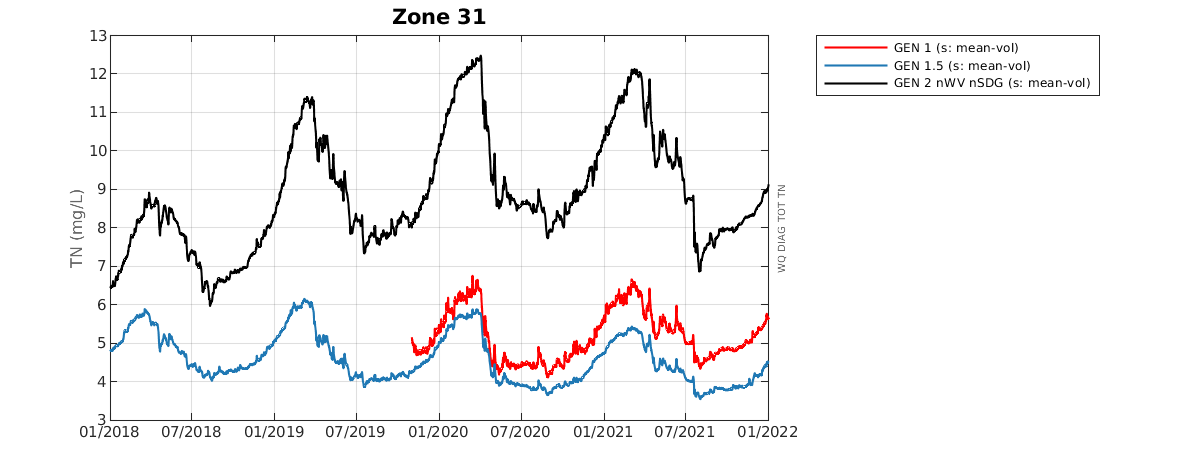 Zone 31
GEN 1 (s: mean-vol)
GEN 1.5 (s: mean-vol)
GEN 2 nWV nSDG (s: mean-vol)
TN (mg/L)
13
12
11
10
9
8
7
6
5
4
3
WQ DIAG TOT TN
01/2018 07/2018 01/2019 07/2019 01/2020 07/2020 01/2021 07/2021 01/2022